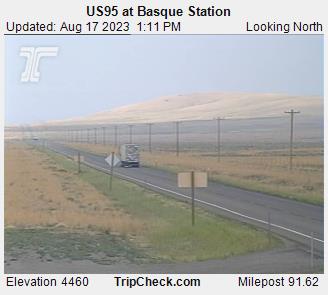 US95 at Basque Station
Updated: Aug 17 2023 1:11 PM Looking North
Elevation 4460 TripCheck.com Milepost 91.62